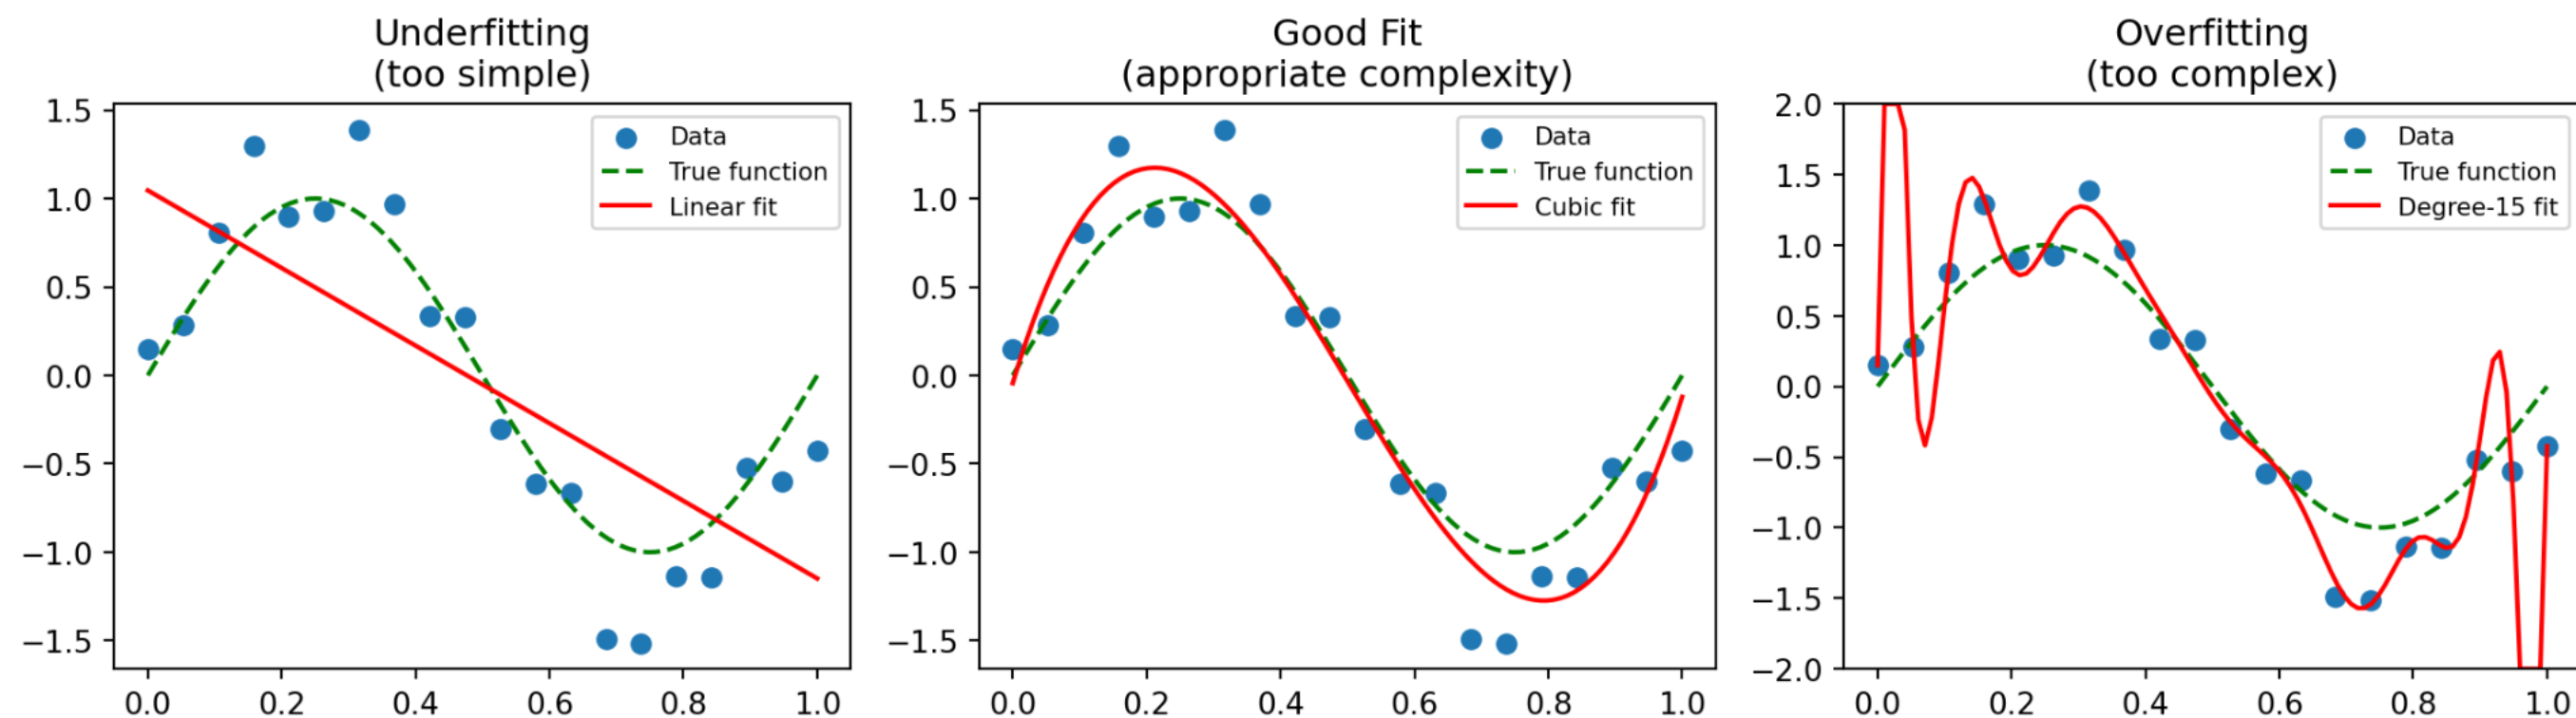 Underfitting
(too simple)
1.5
1.0
0.5
0.0
−0.5
−1.0
−1.5
0.0 0.2 0.4 0.6 0.8 1.0
Data
True function
Linear fit
Good Fit
(appropriate complexity)
1.5
1.0
0.5
0.0
−0.5
−1.0
−1.5
0.0 0.2 0.4 0.6 0.8 1.0
Data
True function
Cubic fit
Overfitting
(too complex)
2.0
1.5
1.0
0.5
0.0
−0.5
−1.0
−1.5
−2.0
0.0 0.2 0.4 0.6 0.8 1.0
Data
True function
Degree-15 fit